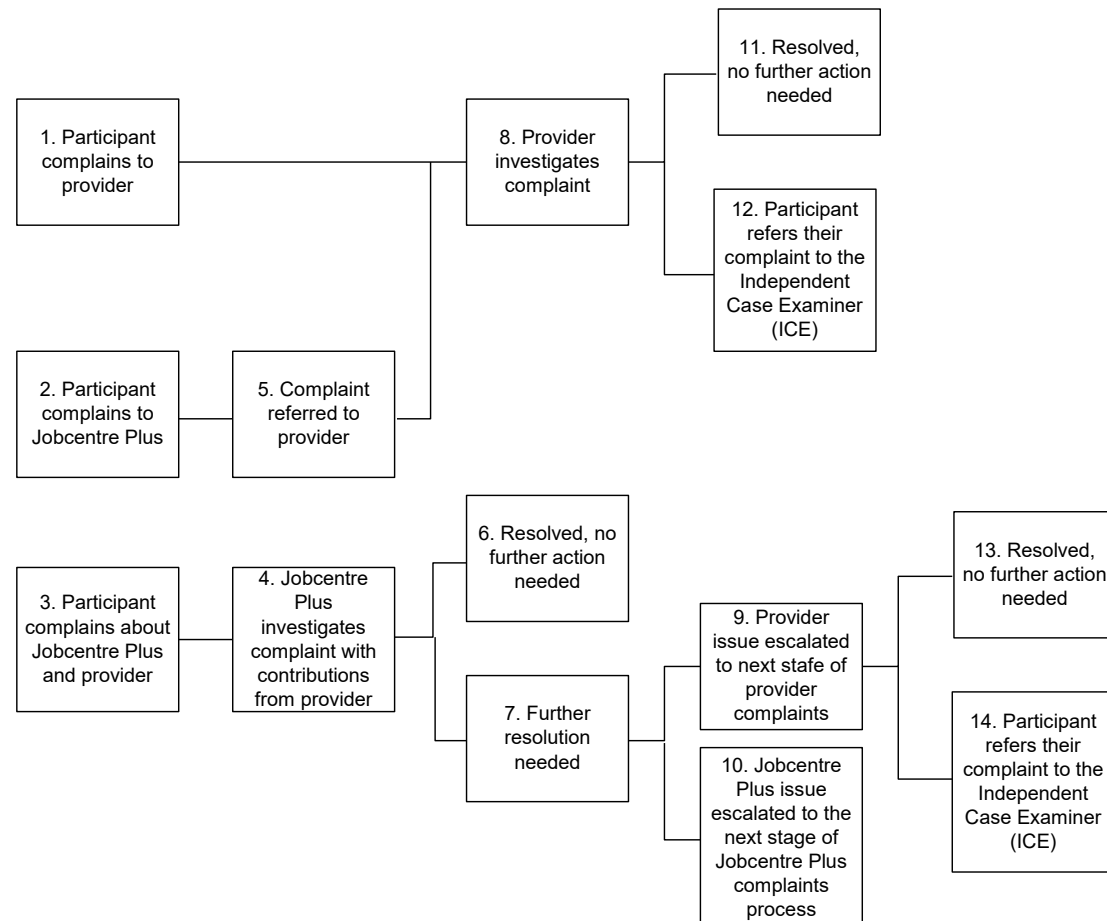 1. Participant
complains to
provider
2. Participant
complains to
Jobcentre Plus
3. Participant
complains about
Jobcentre Plus
and provider
4. Jobcentre
Plus
investigates
complaint with
contributions
from provider
5. Complaint
referred to
provider
6. Resolved, no
further action
needed
7. Further
resolution
needed
8. Provider
investigates
complaint
9. Provider
issue escalated
to next stafe of
provider
complaints
10. Jobcentre
Plus issue
escalated to the
next stage of
Jobcentre Plus
complaints
process
11. Resolved,
no further action
needed
12. Participant
refers their
complaint to the
Independent
Case Examiner
(ICE)
13. Resolved,
no further action
needed
14. Participant
refers their
complaint to the
Independent
Case Examiner
(ICE)